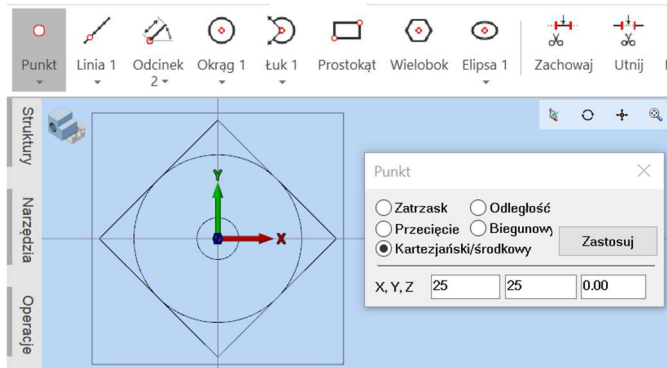 Punkt
Linia 1
Odcinek
2
Okrąg 1
Łuk 1
Prostokąt
Wielobok
Elipsa 1
Zachowaj
Utnij
Struktury
Narzędzia
Operacje
Y
X
Punkt
Zatrzask
Odległość
Przecięcie
Biegunowy
Kartezjański/środkowy
Zastosuj
X, Y, Z
25
25
0.00